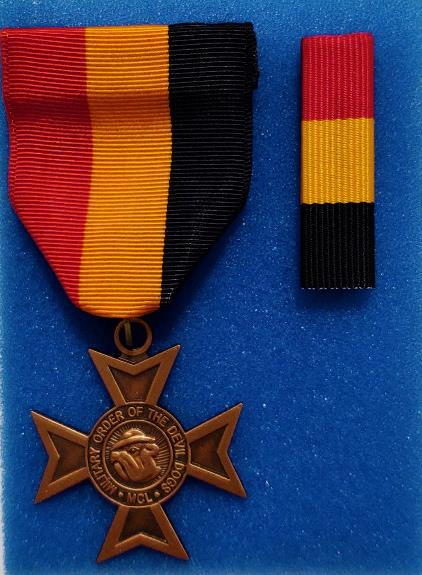 MILITARY ORDER OF THE DEVIL DOGS
• MCL •